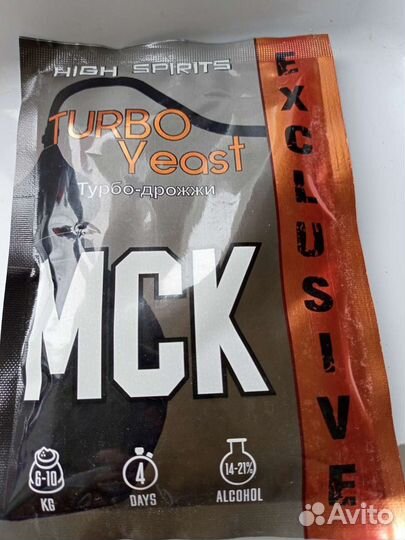 HIGH SPIRITS
TURBO
Yeast
Турбо-дрожжи
МСК
EXCLUSIVE
6-10
KG
4
DAYS
14-21%
ALCOHOL
Avito